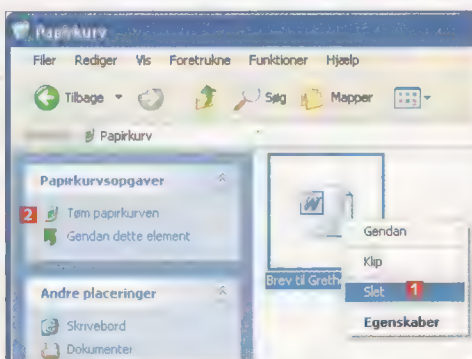 Papirkurv
Filer Rediger Vis Foretrukne Funktioner Hjælp
Tilbage Søg Mapper
Papirkurv
Papirkurvsopgaver
2 Tøm papirkurven
Gendan dette element
Andre placeringer
Skrivebord
Dokumenter
W
Brev til Greth
Gendan
Klip
Slet 1
Egenskaber